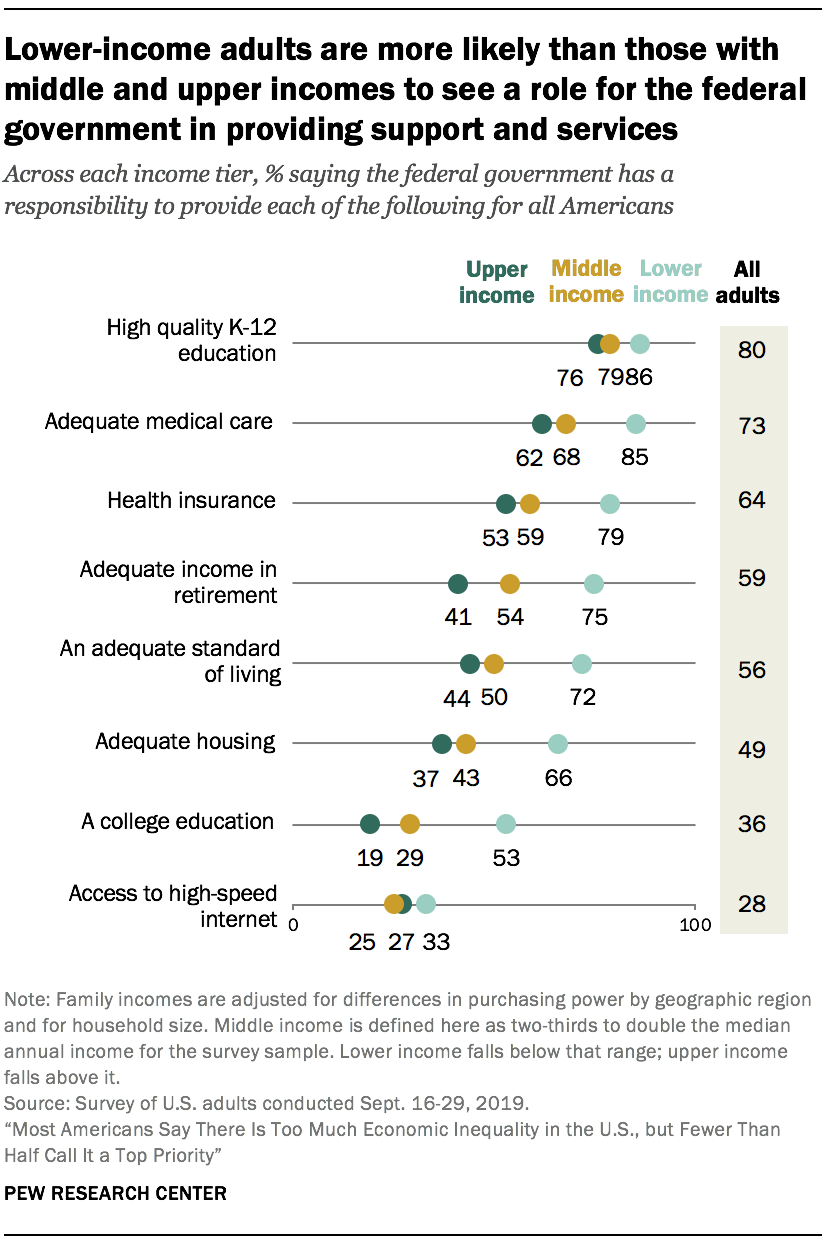 Lower-income adults are more likely than those with
middle and upper incomes to see a role for the federal
government in providing support and services
Across each income tier, % saying the federal government has a
responsibility to provide each of the following for all Americans
Upper income
Middle income
Lower income
All adults
High quality K-12
education
76 79 86
80
Adequate medical care
62 68 85
73
Health insurance
53 59 79
64
Adequate income in
retirement
41 54 75
59
An adequate standard
of living
44 50 72
56
Adequate housing
37 43 66
49
A college education
19 29 53
36
Access to high-speed
internet
0 100
25 27 33
28
Note: Family incomes are adjusted for differences in purchasing power by geographic region
and for household size. Middle income is defined here as two-thirds to double the median
annual income for the survey sample. Lower income falls below that range; upper income
falls above it.
Source: Survey of U.S. adults conducted Sept. 16-29, 2019.
“Most Americans Say There Is Too Much Economic Inequality in the U.S., but Fewer Than
Half Call It a Top Priority”
PEW RESEARCH CENTER